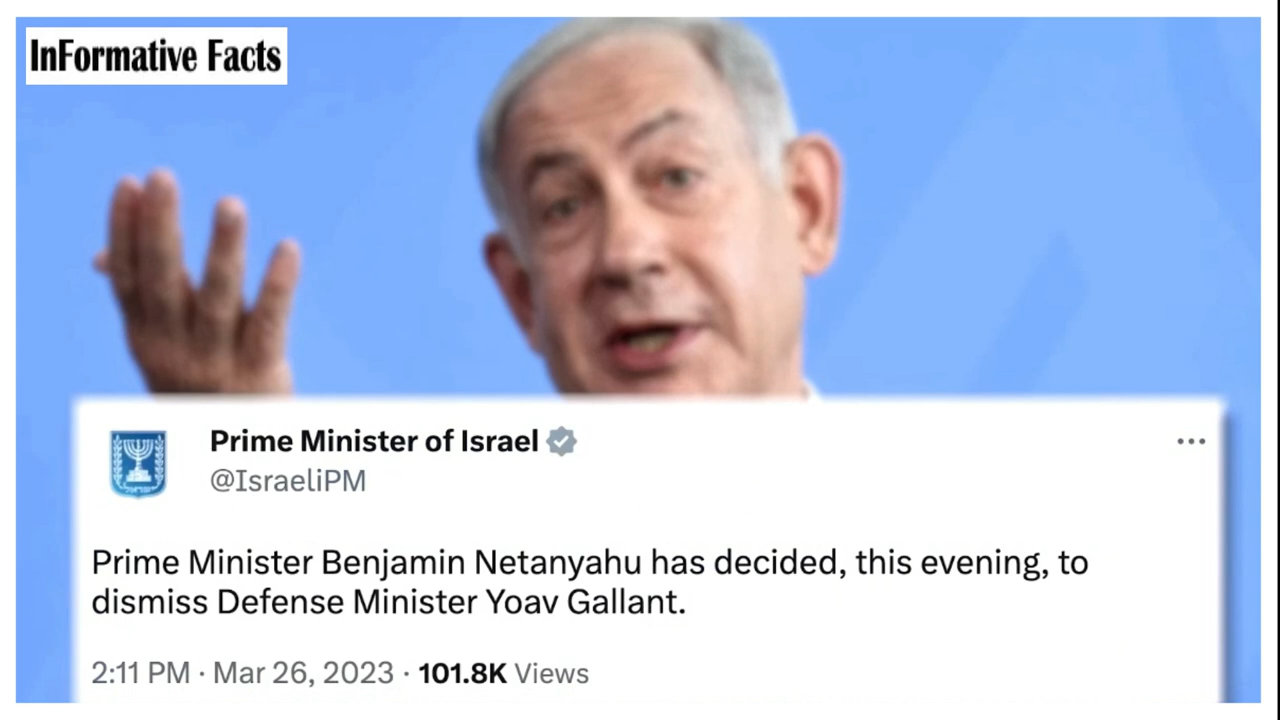 InFormative Facts
Prime Minister of Israel
@IsraeliPM
Prime Minister Benjamin Netanyahu has decided, this evening, to
dismiss Defense Minister Yoav Gallant.
2:11 PM · Mar 26, 2023 · 101.8K Views